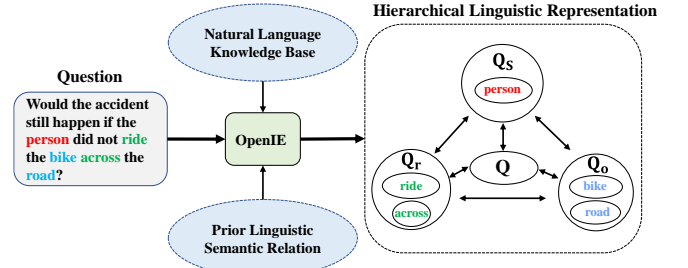 Hierarchical Linguistic Representation
Natural Language
Knowledge Base
Question
Would the accident
still happen if the
person did not ride
the bike across the
road?
OpenIE
Prior Linguistic
Semantic Relation
Qs
person
Qr
ride
across
Q
Qo
bike
road